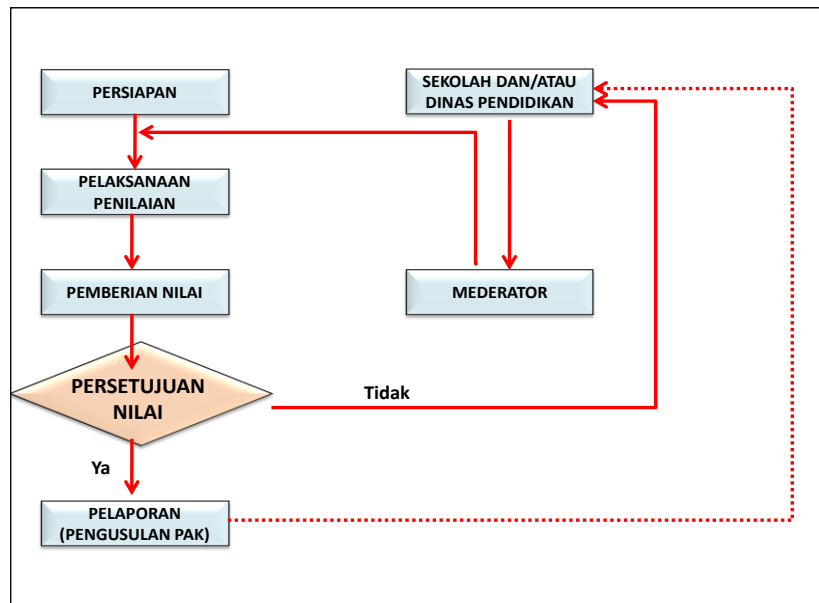 PERSIAPAN
SEKOLAH DAN/ATAU
DINAS PENDIDIKAN
PELAKSANAAN
PENILAIAN
PEMBERIAN NILAI
MEDERATOR
PERSETUJUAN
NILAI
Tidak
Ya
PELAPORAN
(PENGUSULAN PAK)